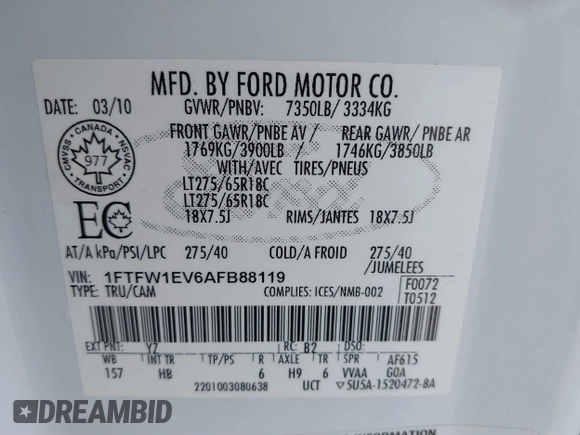 MFD. BY FORD MOTOR CO.
DATE: 03/10 GVWR/PNBV: 7350LB/ 3334KG
FRONT GAWR/PNBE AV / REAR GAWR/ PNBE AR
1769KG/3900LB 1746KG/3850LB
WITH/AVEC TIRES/PNEUS
LT275/65R18C
LT275/65R18C
18X7.5J RIMS/JANTES 18X7.5J
CMVSS · CANADA · NSVAC
977
TRANSPORT
EC
AT/A kPa/PSI/LPC 275/40 COLD/A FROID 275/40
/JUMELEES
VIN: 1FTFW1EV6AFB88119
TYPE: TRU/CAM COMPLIES: ICES/NMB-002
F0072
T0512
EXT PNT: YZ RC: B2 DSO:
WB INT TR TP/PS R AXLE TR SPR AF615
157 HB 6 H9 6 VVAA G0A
2201003080638 UCT ▽5U5A-1520472-BA
DREAMBID